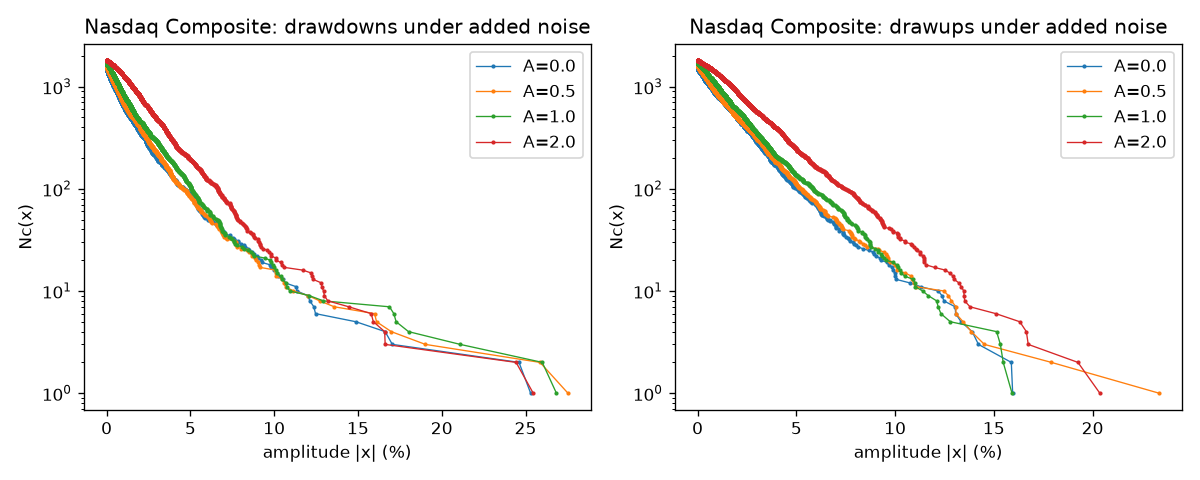 Nasdaq Composite: drawdowns under added noise
A=0.0
A=0.5
A=1.0
A=2.0
10³
10²
10¹
10⁰
Nc(x)
0 5 10 15 20 25
amplitude |x| (%)
Nasdaq Composite: drawups under added noise
A=0.0
A=0.5
A=1.0
A=2.0
10³
10²
10¹
10⁰
Nc(x)
0 5 10 15 20
amplitude |x| (%)